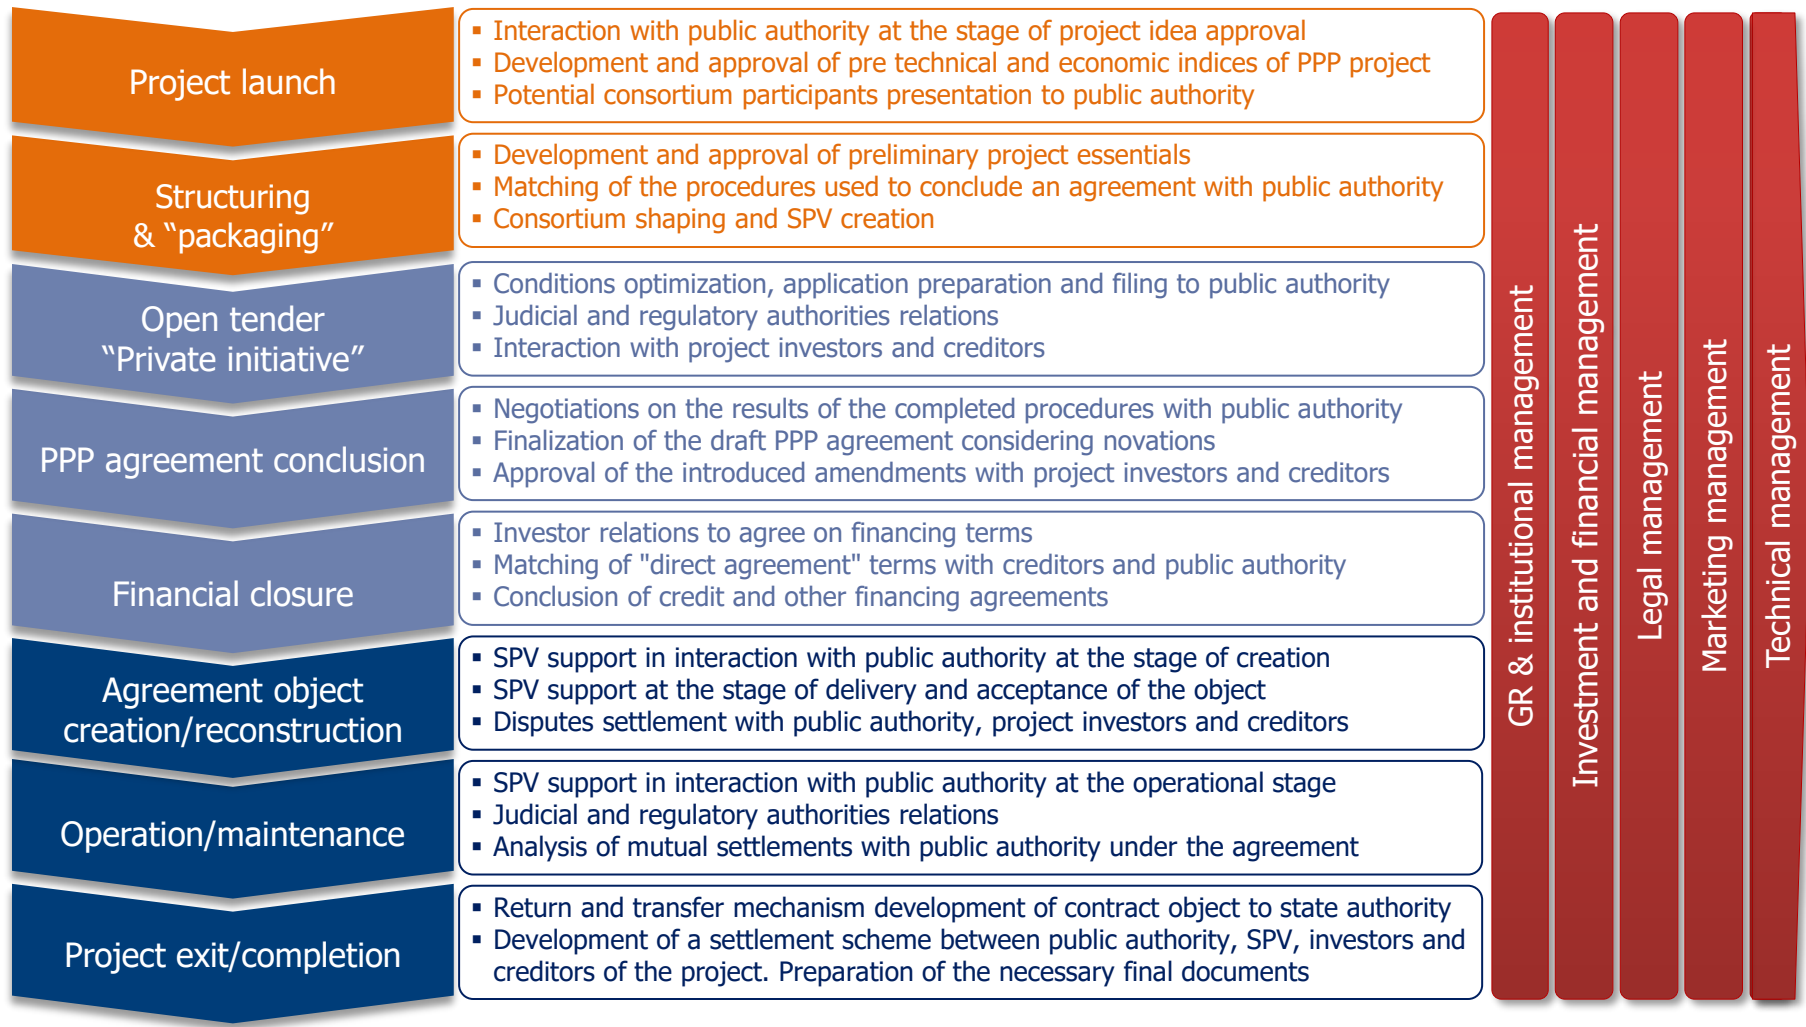 Project launch
▪ Interaction with public authority at the stage of project idea approval
▪ Development and approval of pre technical and economic indices of PPP project
▪ Potential consortium participants presentation to public authority
Structuring
& “packaging”
▪ Development and approval of preliminary project essentials
▪ Matching of the procedures used to conclude an agreement with public authority
▪ Consortium shaping and SPV creation
Open tender
“Private initiative”
▪ Conditions optimization, application preparation and filing to public authority
▪ Judicial and regulatory authorities relations
▪ Interaction with project investors and creditors
PPP agreement conclusion
▪ Negotiations on the results of the completed procedures with public authority
▪ Finalization of the draft PPP agreement considering novations
▪ Approval of the introduced amendments with project investors and creditors
Financial closure
▪ Investor relations to agree on financing terms
▪ Matching of "direct agreement" terms with creditors and public authority
▪ Conclusion of credit and other financing agreements
Agreement object
creation/reconstruction
▪ SPV support in interaction with public authority at the stage of creation
▪ SPV support at the stage of delivery and acceptance of the object
▪ Disputes settlement with public authority, project investors and creditors
Operation/maintenance
▪ SPV support in interaction with public authority at the operational stage
▪ Judicial and regulatory authorities relations
▪ Analysis of mutual settlements with public authority under the agreement
Project exit/completion
▪ Return and transfer mechanism development of contract object to state authority
▪ Development of a settlement scheme between public authority, SPV, investors and
creditors of the project. Preparation of the necessary final documents
GR & institutional management
Investment and financial management
Legal management
Marketing management
Technical management